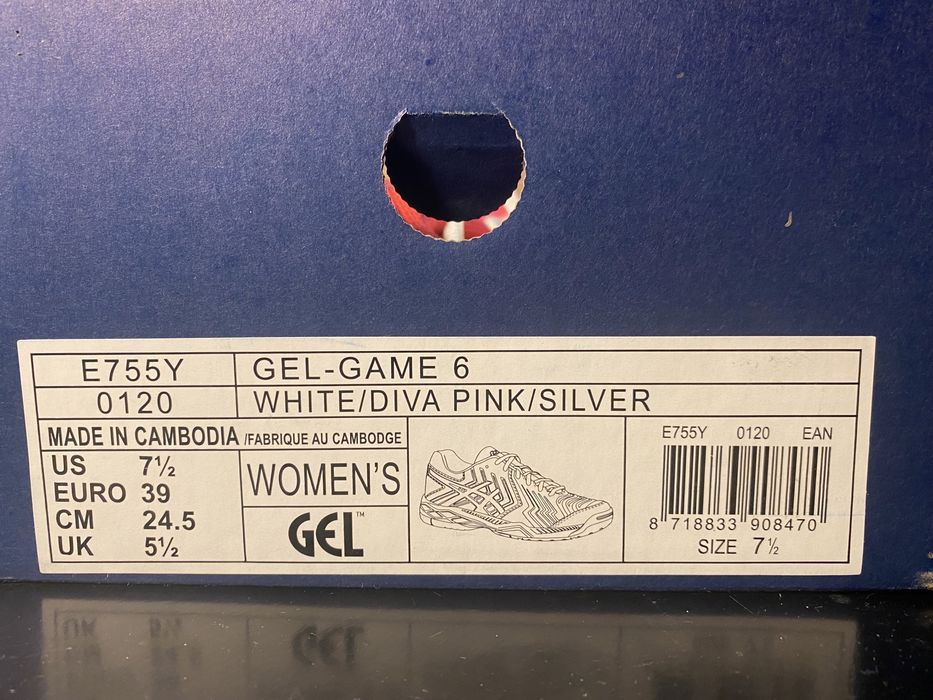 E755Y GEL-GAME 6
0120 WHITE/DIVA PINK/SILVER
MADE IN CAMBODIA /FABRIQUE AU CAMBODGE
US 7½
EURO 39
CM 24.5
UK 5½
WOMEN'S
GEL™
E755Y 0120 EAN
8 718833 908470
SIZE 7½